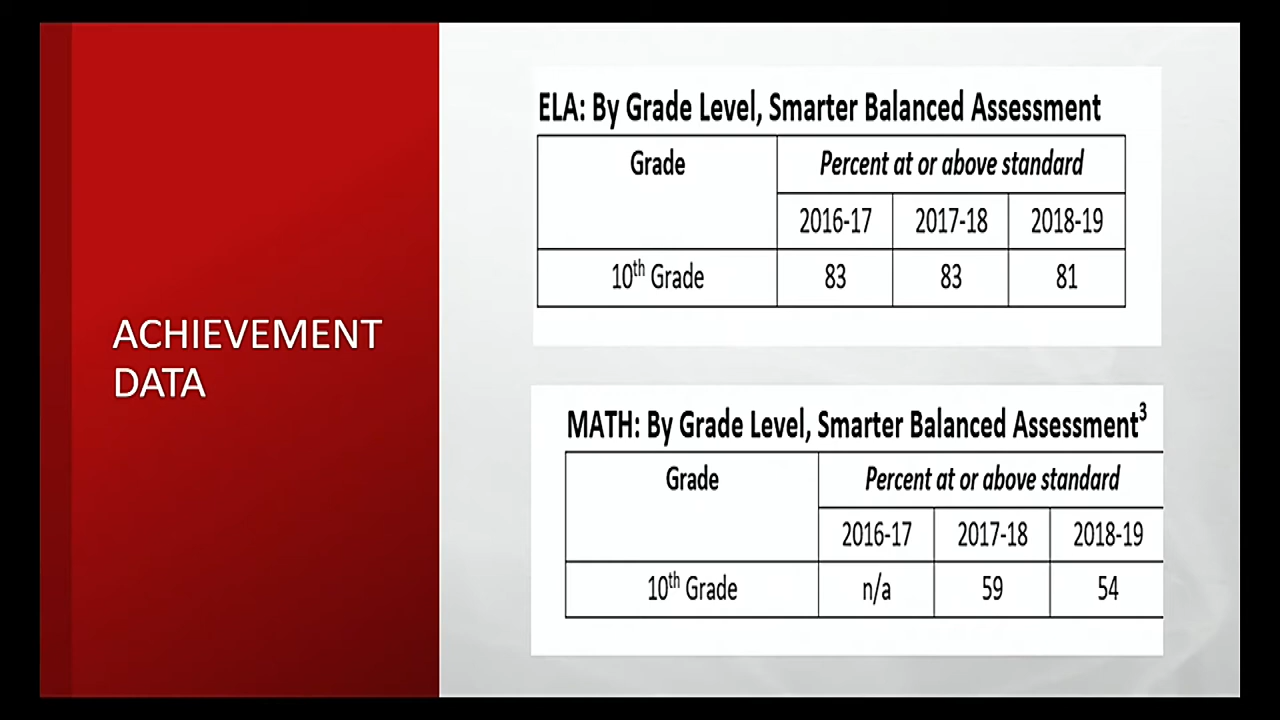 ACHIEVEMENT
DATA
ELA: By Grade Level, Smarter Balanced Assessment
Grade Percent at or above standard
2016-17 2017-18 2018-19
10th Grade 83 83 81
MATH: By Grade Level, Smarter Balanced Assessment3
Grade Percent at or above standard
2016-17 2017-18 2018-19
10th Grade n/a 59 54